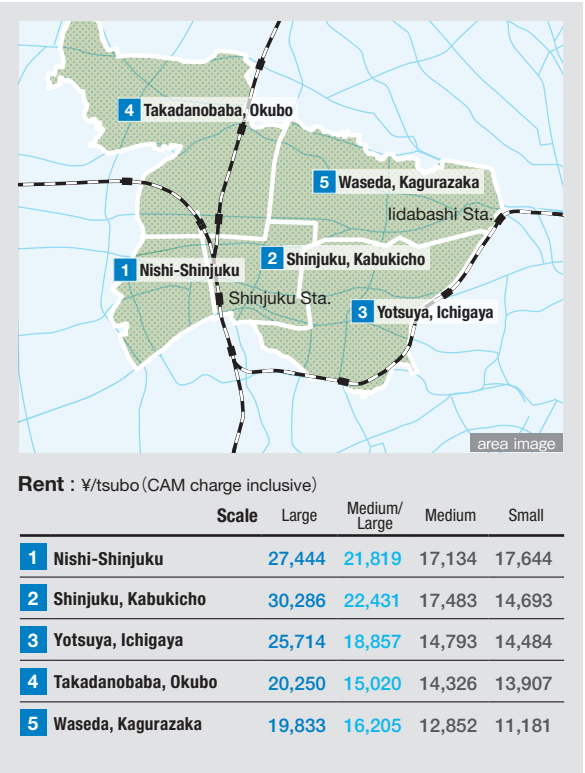 4 Takadanobaba, Okubo
5 Waseda, Kagurazaka
Iidabashi Sta.
2 Shinjuku, Kabukicho
1 Nishi-Shinjuku
Shinjuku Sta.
3 Yotsuya, Ichigaya
area image
Rent : ¥/tsubo (CAM charge inclusive)
Scale Large Medium/Large Medium Small
1 Nishi-Shinjuku 27,444 21,819 17,134 17,644
2 Shinjuku, Kabukicho 30,286 22,431 17,483 14,693
3 Yotsuya, Ichigaya 25,714 18,857 14,793 14,484
4 Takadanobaba, Okubo 20,250 15,020 14,326 13,907
5 Waseda, Kagurazaka 19,833 16,205 12,852 11,181